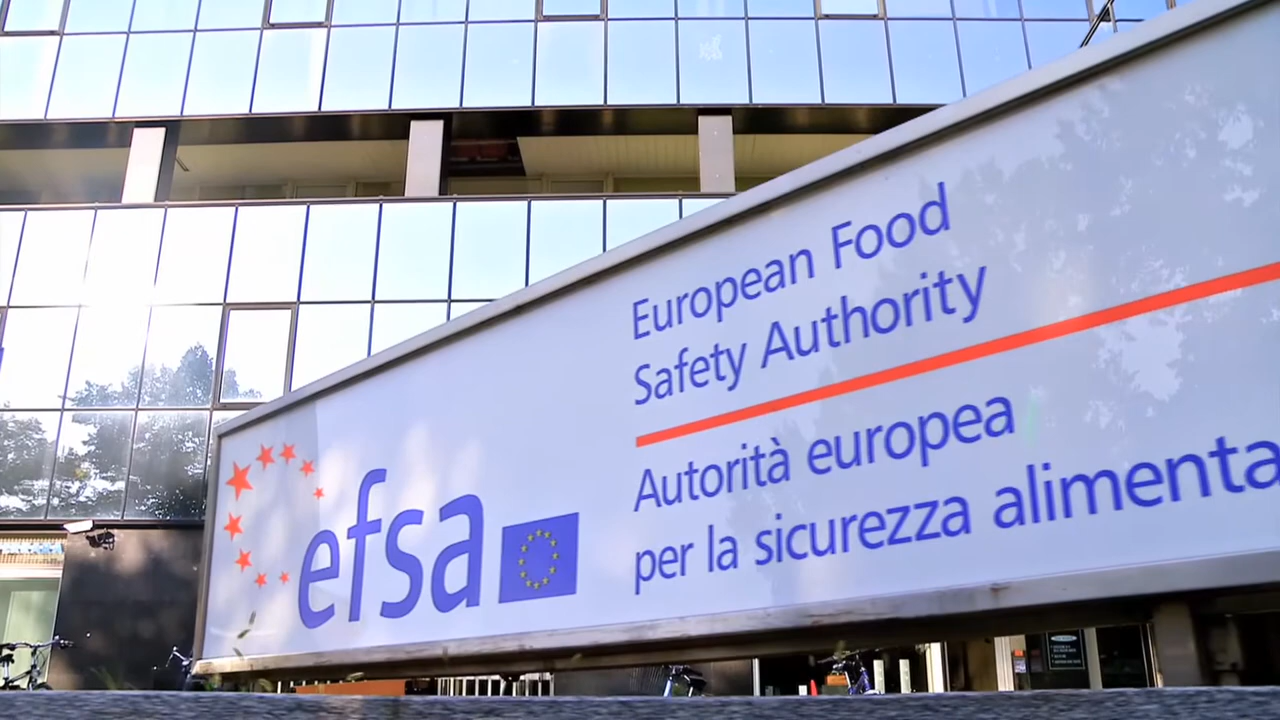 European Food
Safety Authority
Autorità europea
per la sicurezza alimenta
efsa